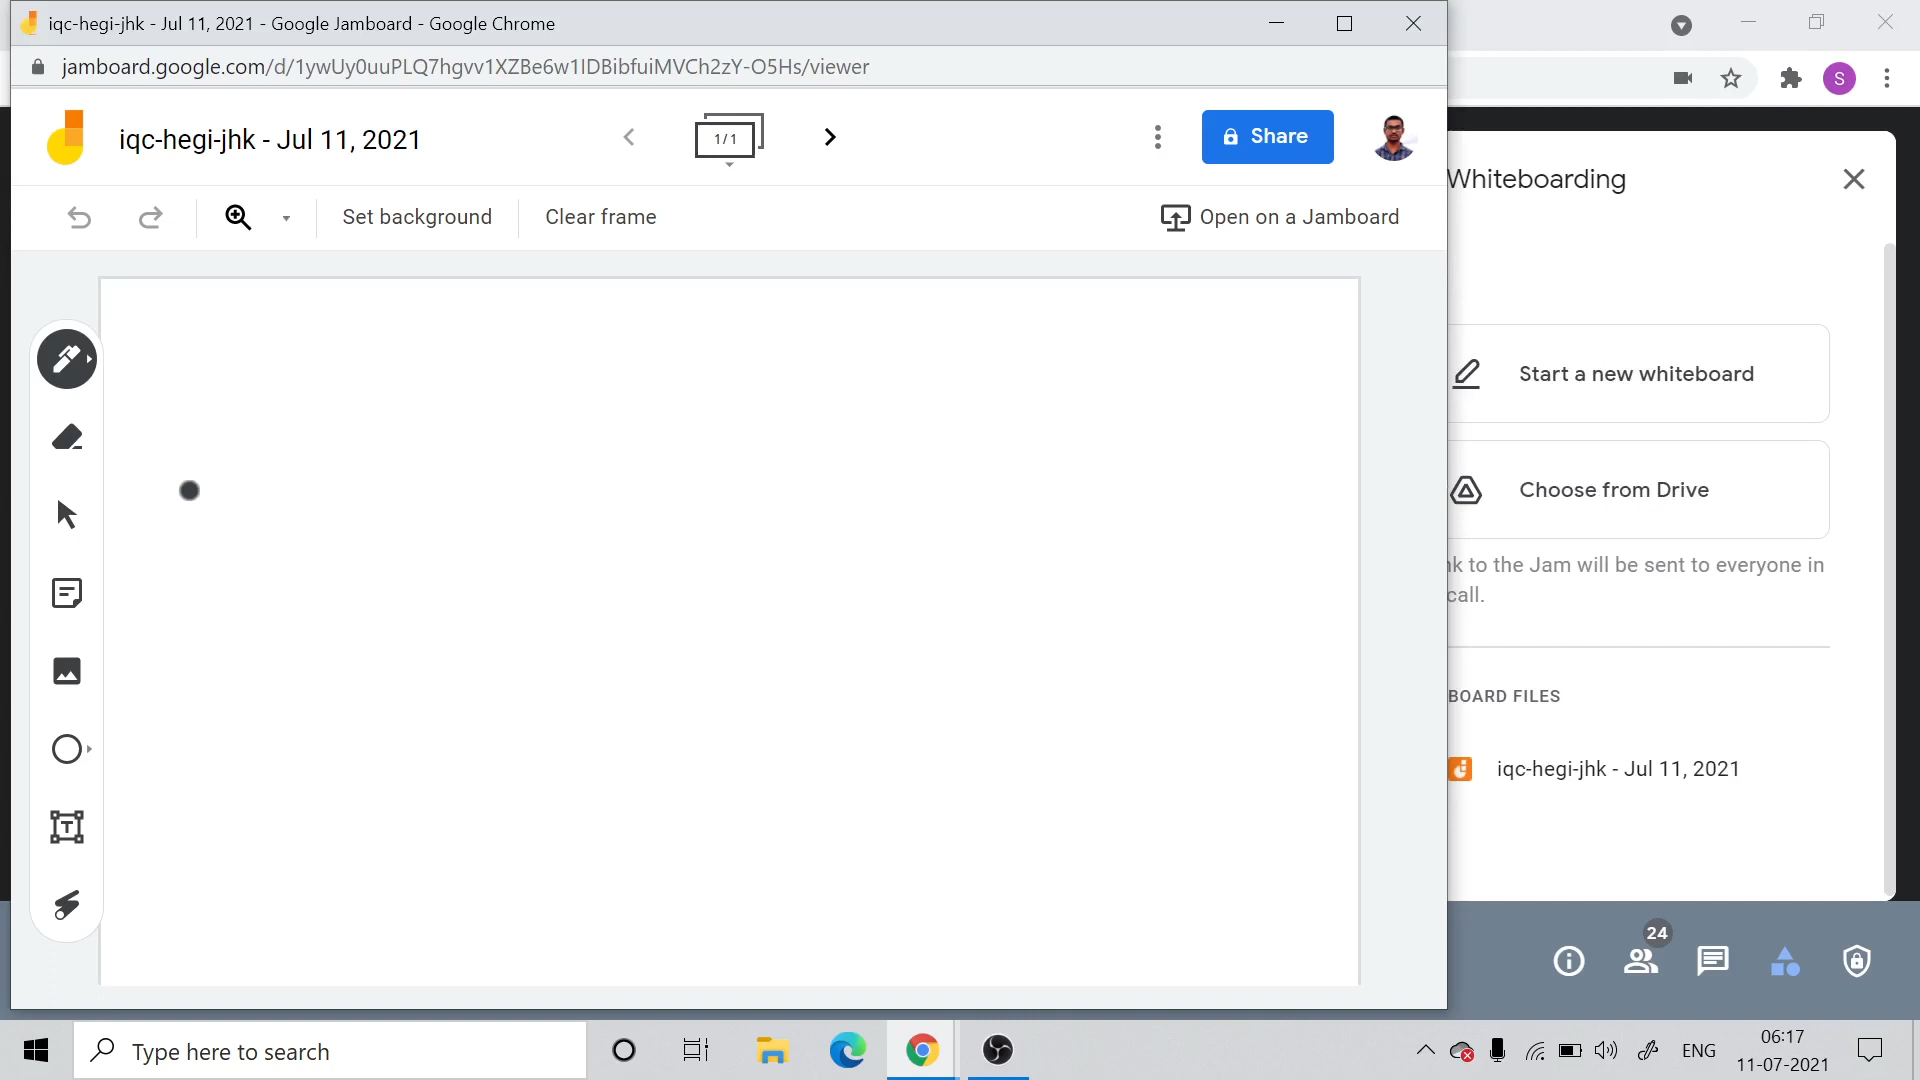 iqc-hegi-jhk - Jul 11, 2021 - Google Jamboard - Google Chrome
jamboard.google.com/d/1ywUy0uuPLQ7hgvv1XZBe6w1IDBibfuiMVCh2zY-O5Hs/viewer
S
iqc-hegi-jhk - Jul 11, 2021
1/1
Share
Whiteboarding
Set background
Clear frame
Open on a Jamboard
Start a new whiteboard
Choose from Drive
nk to the Jam will be sent to everyone in
call.
BOARD FILES
iqc-hegi-jhk - Jul 11, 2021
T
24
Type here to search
ENG
06:17
11-07-2021